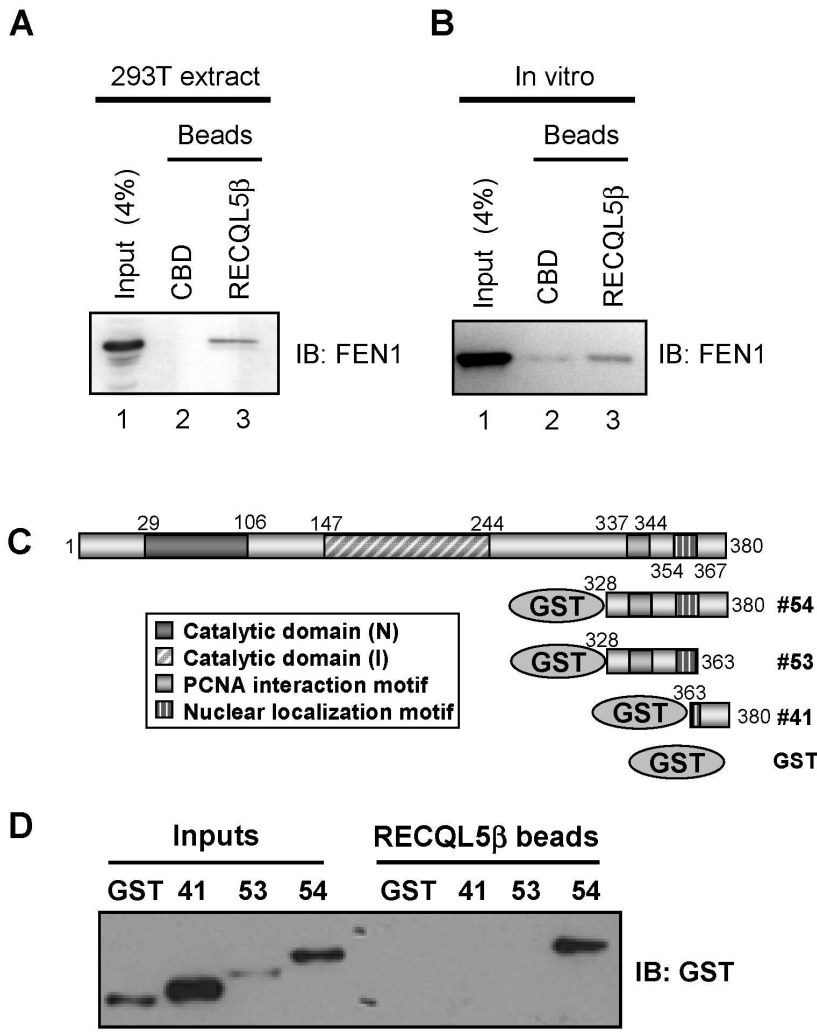 A
293T extract
Beads
Input (4%)
CBD
RECQL5β
IB: FEN1
1 2 3
B
In vitro
Beads
Input (4%)
CBD
RECQL5β
IB: FEN1
1 2 3
C
29 106 147 244 337 344
1 380
354 367
328
GST 380 #54
328
GST 363 #53
363
GST 380 #41
GST GST
Catalytic domain (N)
Catalytic domain (I)
PCNA interaction motif
Nuclear localization motif
D
Inputs RECQL5β beads
GST 41 53 54 GST 41 53 54
IB: GST